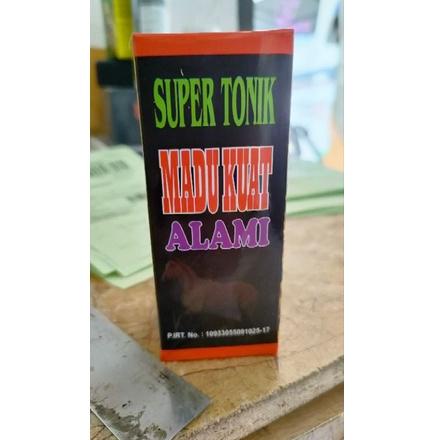 SUPER TONIK
MADU KUAT
ALAMI
P.IRT. No. : 10933055091025-17